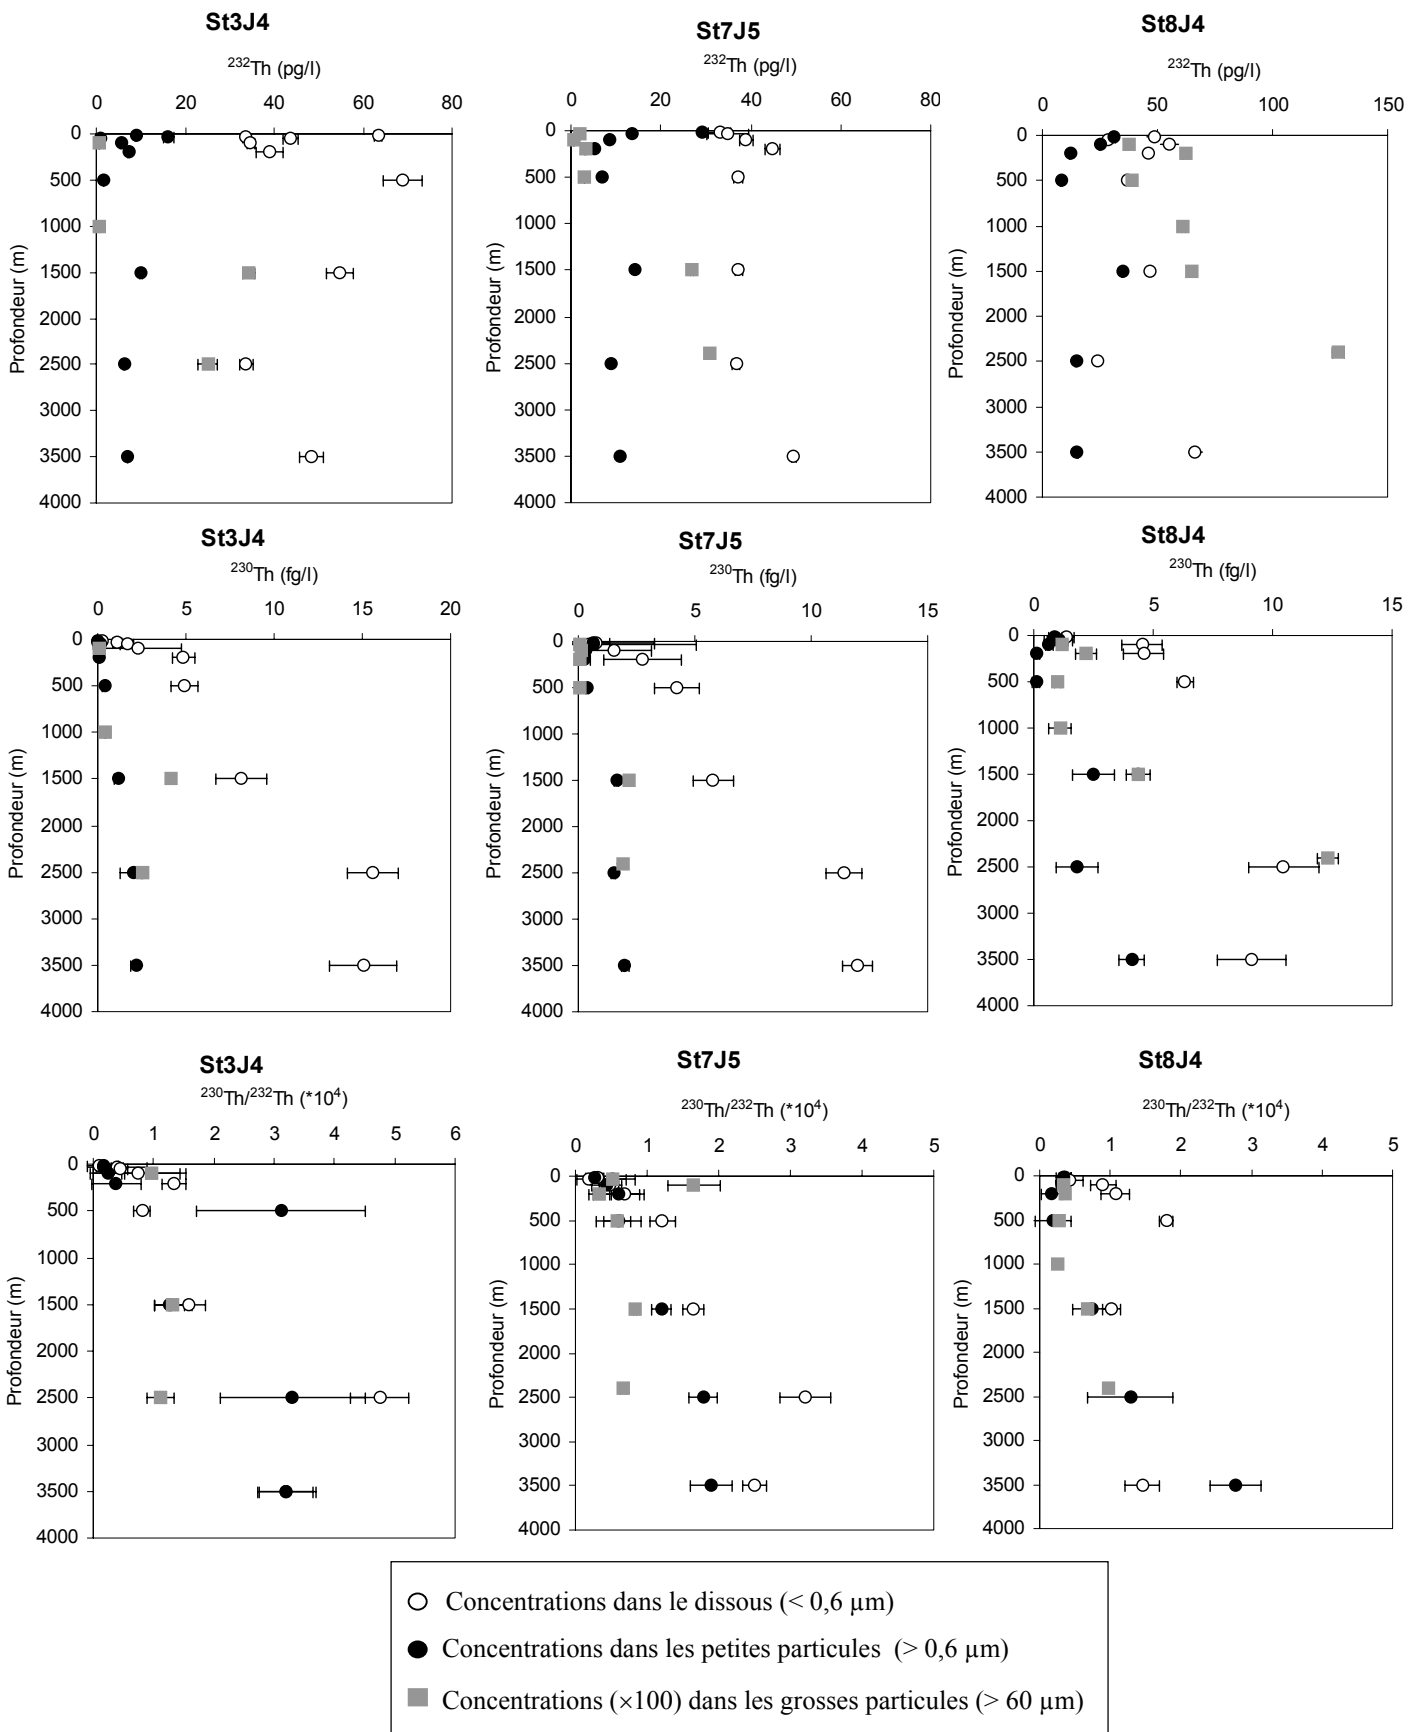 St3J4
²³²Th (pg/l)
0 20 40 60 80
0
500
1000
1500
2000
2500
3000
3500
4000
Profondeur (m)
St7J5
²³²Th (pg/l)
0 20 40 60 80
0
500
1000
1500
2000
2500
3000
3500
4000
Profondeur (m)
St8J4
²³²Th (pg/l)
0 50 100 150
0
500
1000
1500
2000
2500
3000
3500
4000
Profondeur (m)
St3J4
²³⁰Th (fg/l)
0 5 10 15 20
0
500
1000
1500
2000
2500
3000
3500
4000
Profondeur (m)
St7J5
²³⁰Th (fg/l)
0 5 10 15
0
500
1000
1500
2000
2500
3000
3500
4000
Profondeur (m)
St8J4
²³⁰Th (fg/l)
0 5 10 15
0
500
1000
1500
2000
2500
3000
3500
4000
Profondeur (m)
St3J4
²³⁰Th/²³²Th (*10⁴)
0 1 2 3 4 5 6
0
500
1000
1500
2000
2500
3000
3500
4000
Profondeur (m)
St7J5
²³⁰Th/²³²Th (*10⁴)
0 1 2 3 4 5
0
500
1000
1500
2000
2500
3000
3500
4000
Profondeur (m)
St8J4
²³⁰Th/²³²Th (*10⁴)
0 1 2 3 4 5
0
500
1000
1500
2000
2500
3000
3500
4000
Profondeur (m)
Concentrations dans le dissous (< 0,6 µm)
Concentrations dans les petites particules (> 0,6 µm)
Concentrations (×100) dans les grosses particules (> 60 µm)